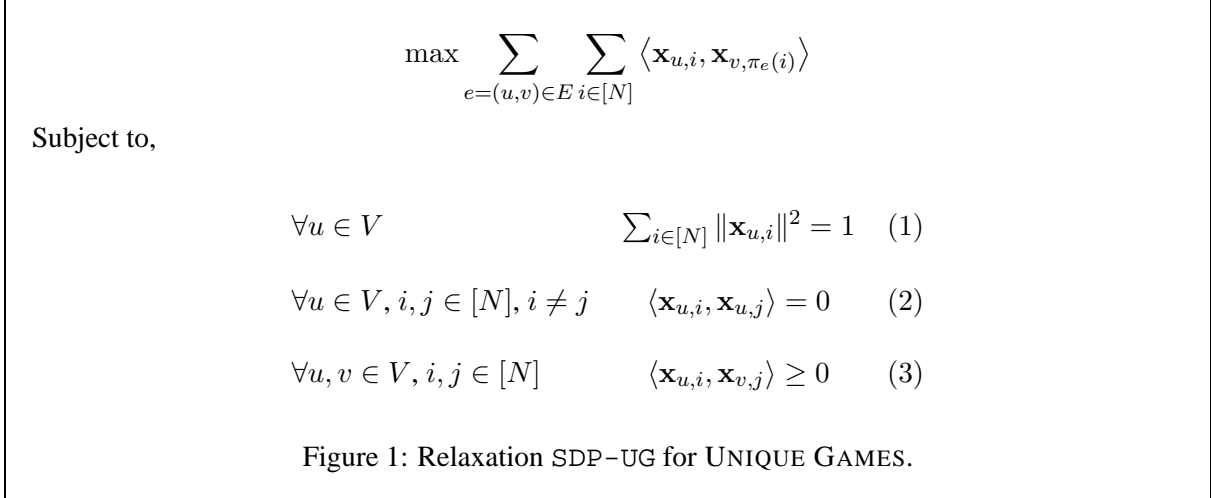 max ∑_{e=(u,v)∈E} ∑_{i∈[N]} ⟨x_{u,i}, x_{v,π_e(i)}⟩
Subject to,
∀u ∈ V ∑_{i∈[N]} ‖x_{u,i}‖² = 1 (1)
∀u ∈ V, i, j ∈ [N], i ≠ j ⟨x_{u,i}, x_{u,j}⟩ = 0 (2)
∀u, v ∈ V, i, j ∈ [N] ⟨x_{u,i}, x_{v,j}⟩ ≥ 0 (3)
Figure 1: Relaxation SDP-UG for UNIQUE GAMES.